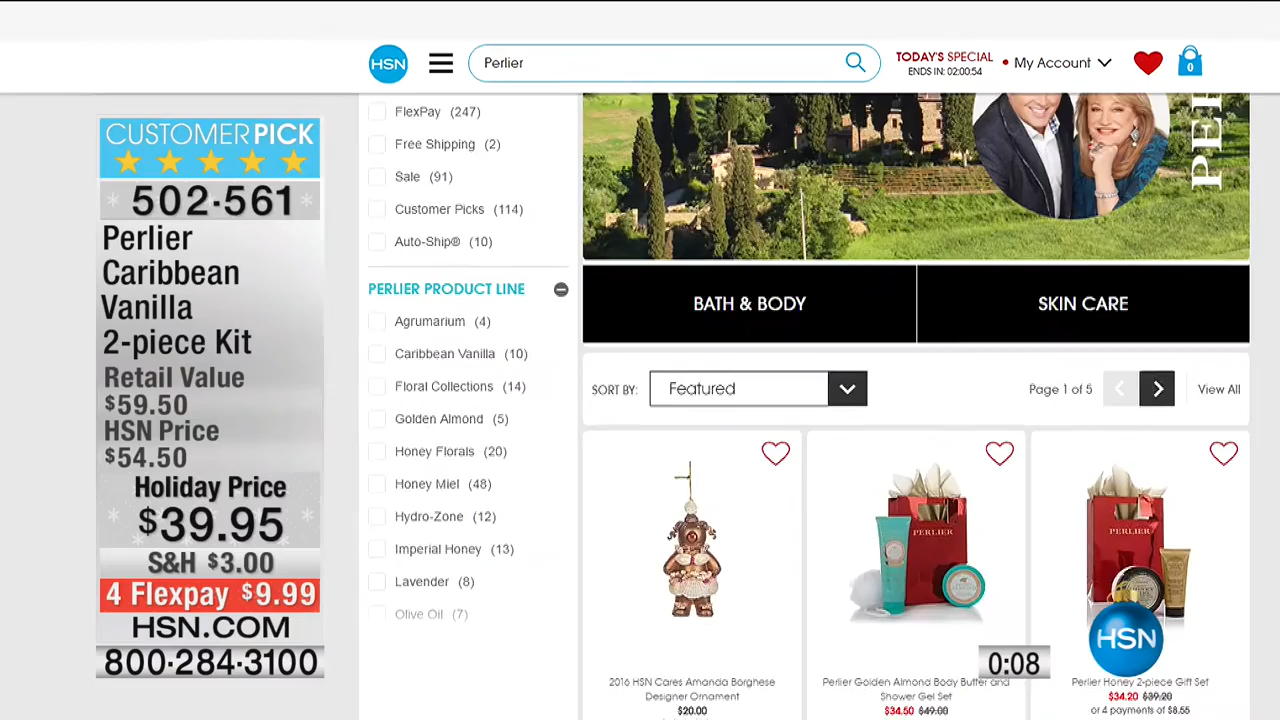 HSN
Perlier
TODAY'S SPECIAL
ENDS IN: 02:00:54
My Account
0
CUSTOMER PICK
502-561
Perlier
Caribbean
Vanilla
2-piece Kit
Retail Value
$59.50
HSN Price
$54.50
Holiday Price
$39.95
S&H $3.00
4 Flexpay $9.99
HSN.COM
800-284-3100
FlexPay (247)
Free Shipping (2)
Sale (91)
Customer Picks (114)
Auto-Ship® (10)
PERLIER PRODUCT LINE
Agrumarium (4)
Caribbean Vanilla (10)
Floral Collections (14)
Golden Almond (5)
Honey Florals (20)
Honey Miel (48)
Hydro-Zone (12)
Imperial Honey (13)
Lavender (8)
Olive Oil (7)
PER
BATH & BODY
SKIN CARE
SORT BY:
Featured
Page 1 of 5
View All
PERLIER
PERLIER
2016 HSN Cares Amanda Borghese
Designer Ornament
$20.00
Perlier Golden Almond Body Butter and
Shower Gel Set
$34.50 $49.00
Perlier Honey 2-piece Gift Set
$34.20 $39.20
or 4 payments of $8.55
0:08
HSN